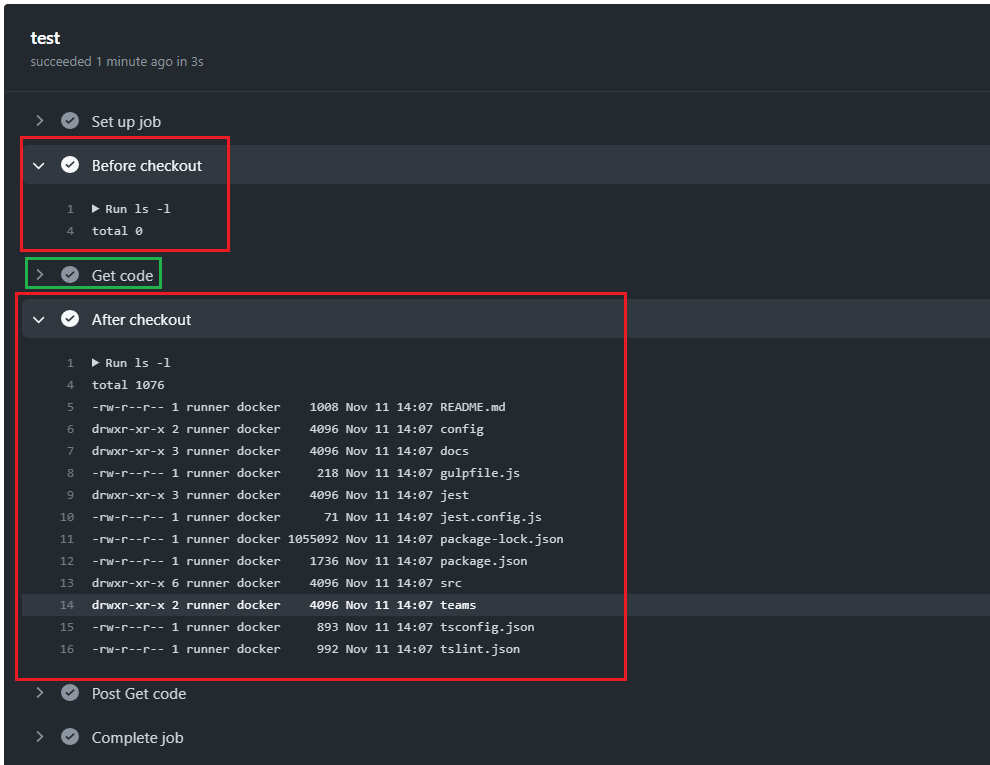 test
succeeded 1 minute ago in 3s
Set up job
Before checkout
1 ▶ Run ls -l
4 total 0
Get code
After checkout
1 ▶ Run ls -l
4 total 1076
5 -rw-r--r-- 1 runner docker    1008 Nov 11 14:07 README.md
6 drwxr-xr-x 2 runner docker    4096 Nov 11 14:07 config
7 drwxr-xr-x 3 runner docker    4096 Nov 11 14:07 docs
8 -rw-r--r-- 1 runner docker     218 Nov 11 14:07 gulpfile.js
9 drwxr-xr-x 3 runner docker    4096 Nov 11 14:07 jest
10 -rw-r--r-- 1 runner docker      71 Nov 11 14:07 jest.config.js
11 -rw-r--r-- 1 runner docker 1055092 Nov 11 14:07 package-lock.json
12 -rw-r--r-- 1 runner docker    1736 Nov 11 14:07 package.json
13 drwxr-xr-x 6 runner docker    4096 Nov 11 14:07 src
14 drwxr-xr-x 2 runner docker    4096 Nov 11 14:07 teams
15 -rw-r--r-- 1 runner docker     893 Nov 11 14:07 tsconfig.json
16 -rw-r--r-- 1 runner docker     992 Nov 11 14:07 tslint.json
Post Get code
Complete job